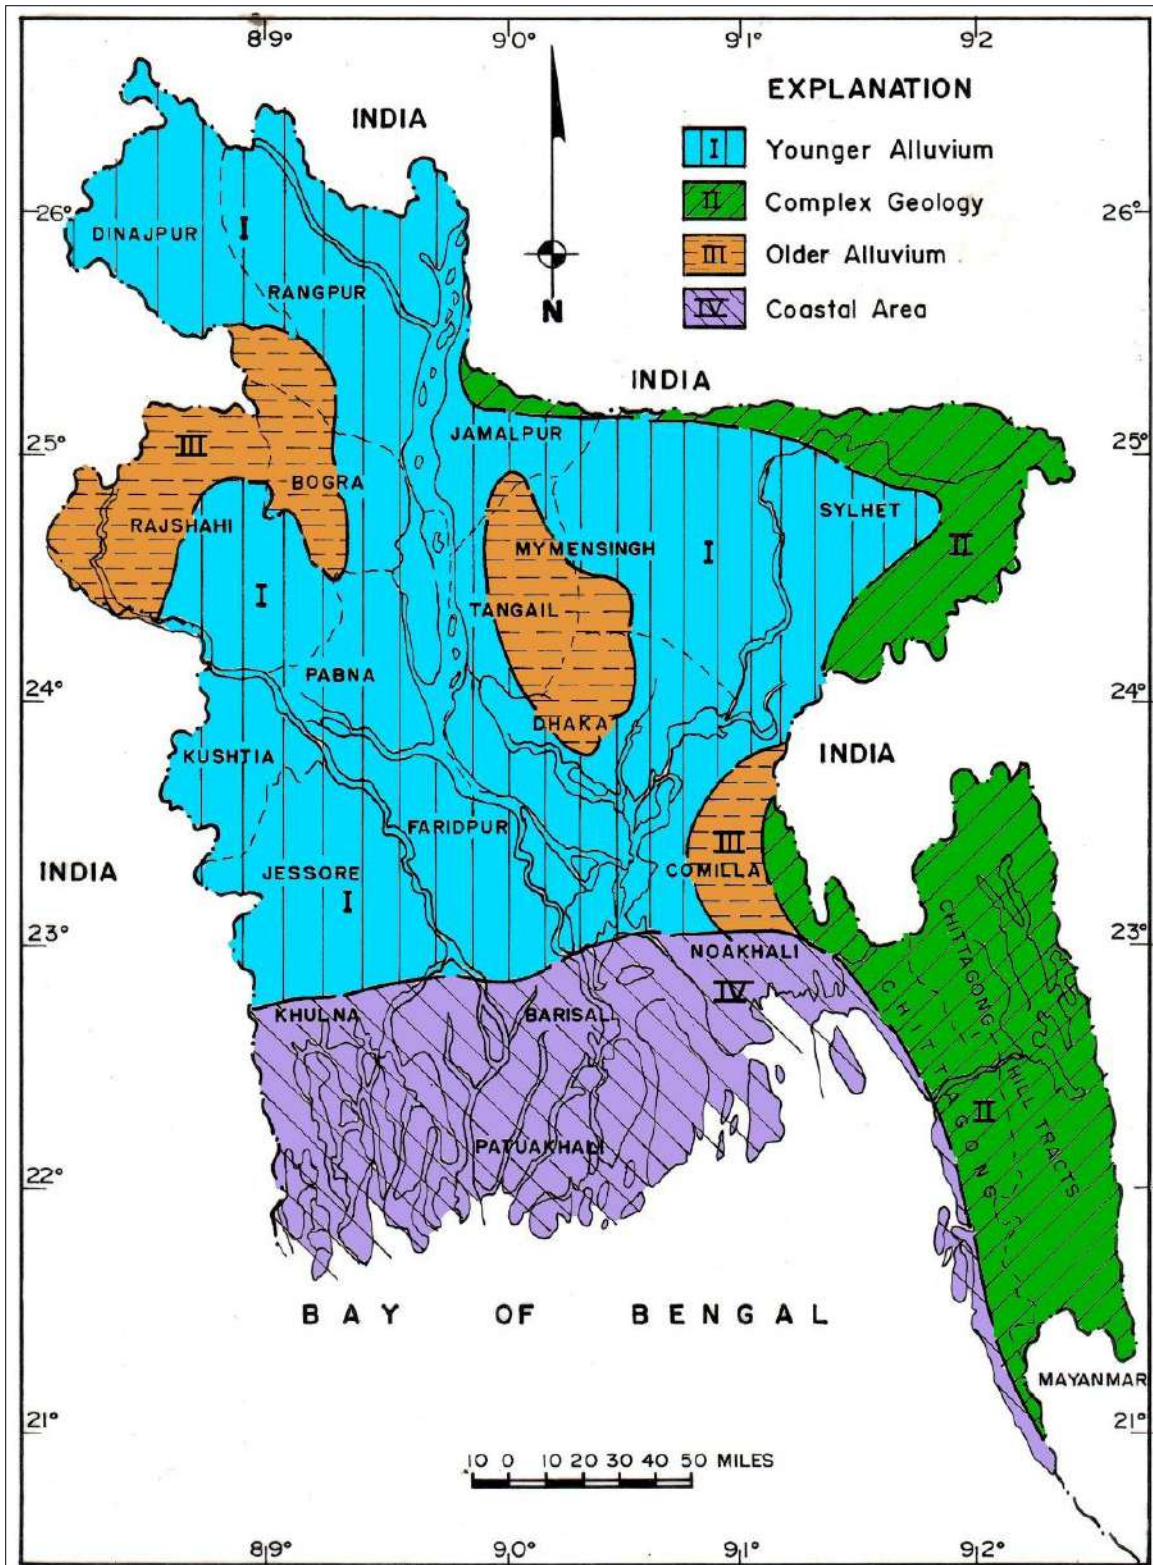 89° 90° 91° 92
EXPLANATION
I Younger Alluvium
II Complex Geology
III Older Alluvium
IV Coastal Area
INDIA
26° 26°
DINAJPUR I
RANGPUR
N
INDIA
JAMALPUR
25° III 25°
BOGRA
RAJSHAHI
SYLHET
MYMENSINGH I II
I
TANGAIL
PABNA
24° 24°
DHAKA
KUSHTIA
INDIA
FARIDPUR
III
INDIA
JESSORE COMILLA
I
23° 23°
NOAKHALI
IV
KHULNA BARISAL
CHITTAGONG HILL TRACTS
CHITTAGONG
II
PATUAKHALI
22° 22°
BAY OF BENGAL
MAYANMAR
21° 21°
10 0 10 20 30 40 50 MILES
89° 90° 91° 92